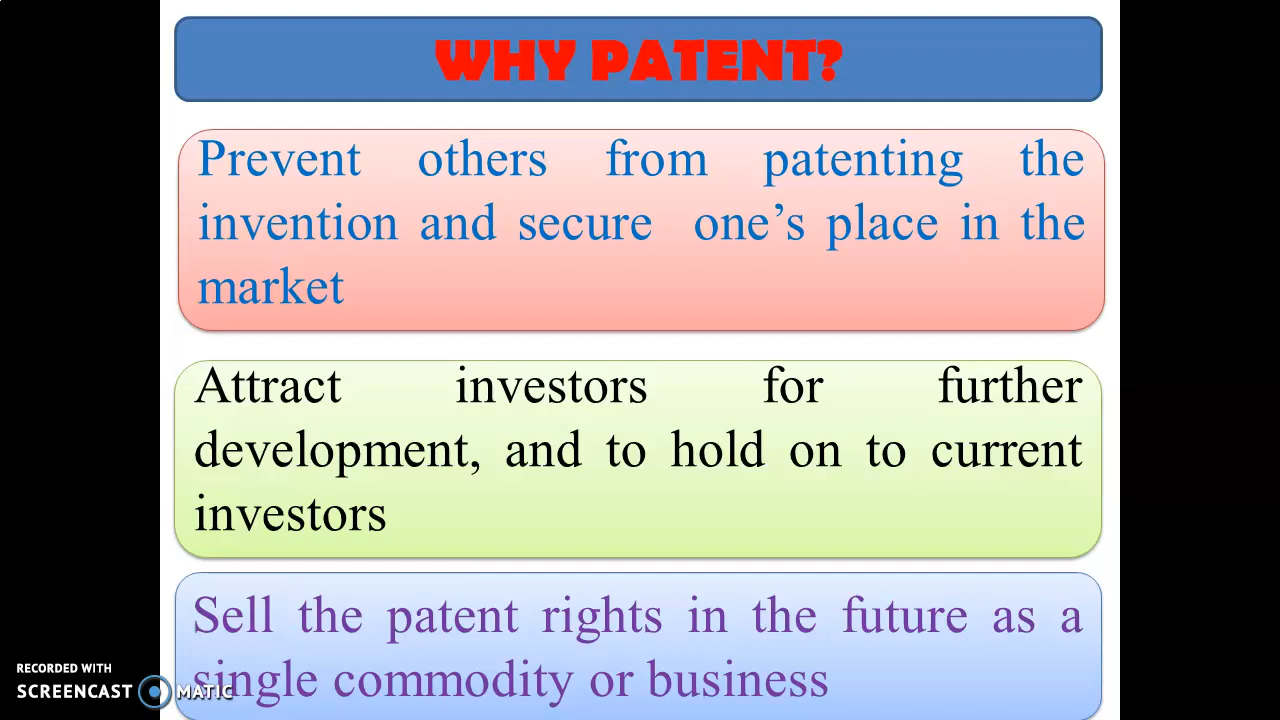 WHY PATENT?
Prevent others from patenting the
invention and secure one's place in the
market
Attract investors for further
development, and to hold on to current
investors
Sell the patent rights in the future as a
single commodity or business
RECORDED WITH
SCREENCAST MATIC